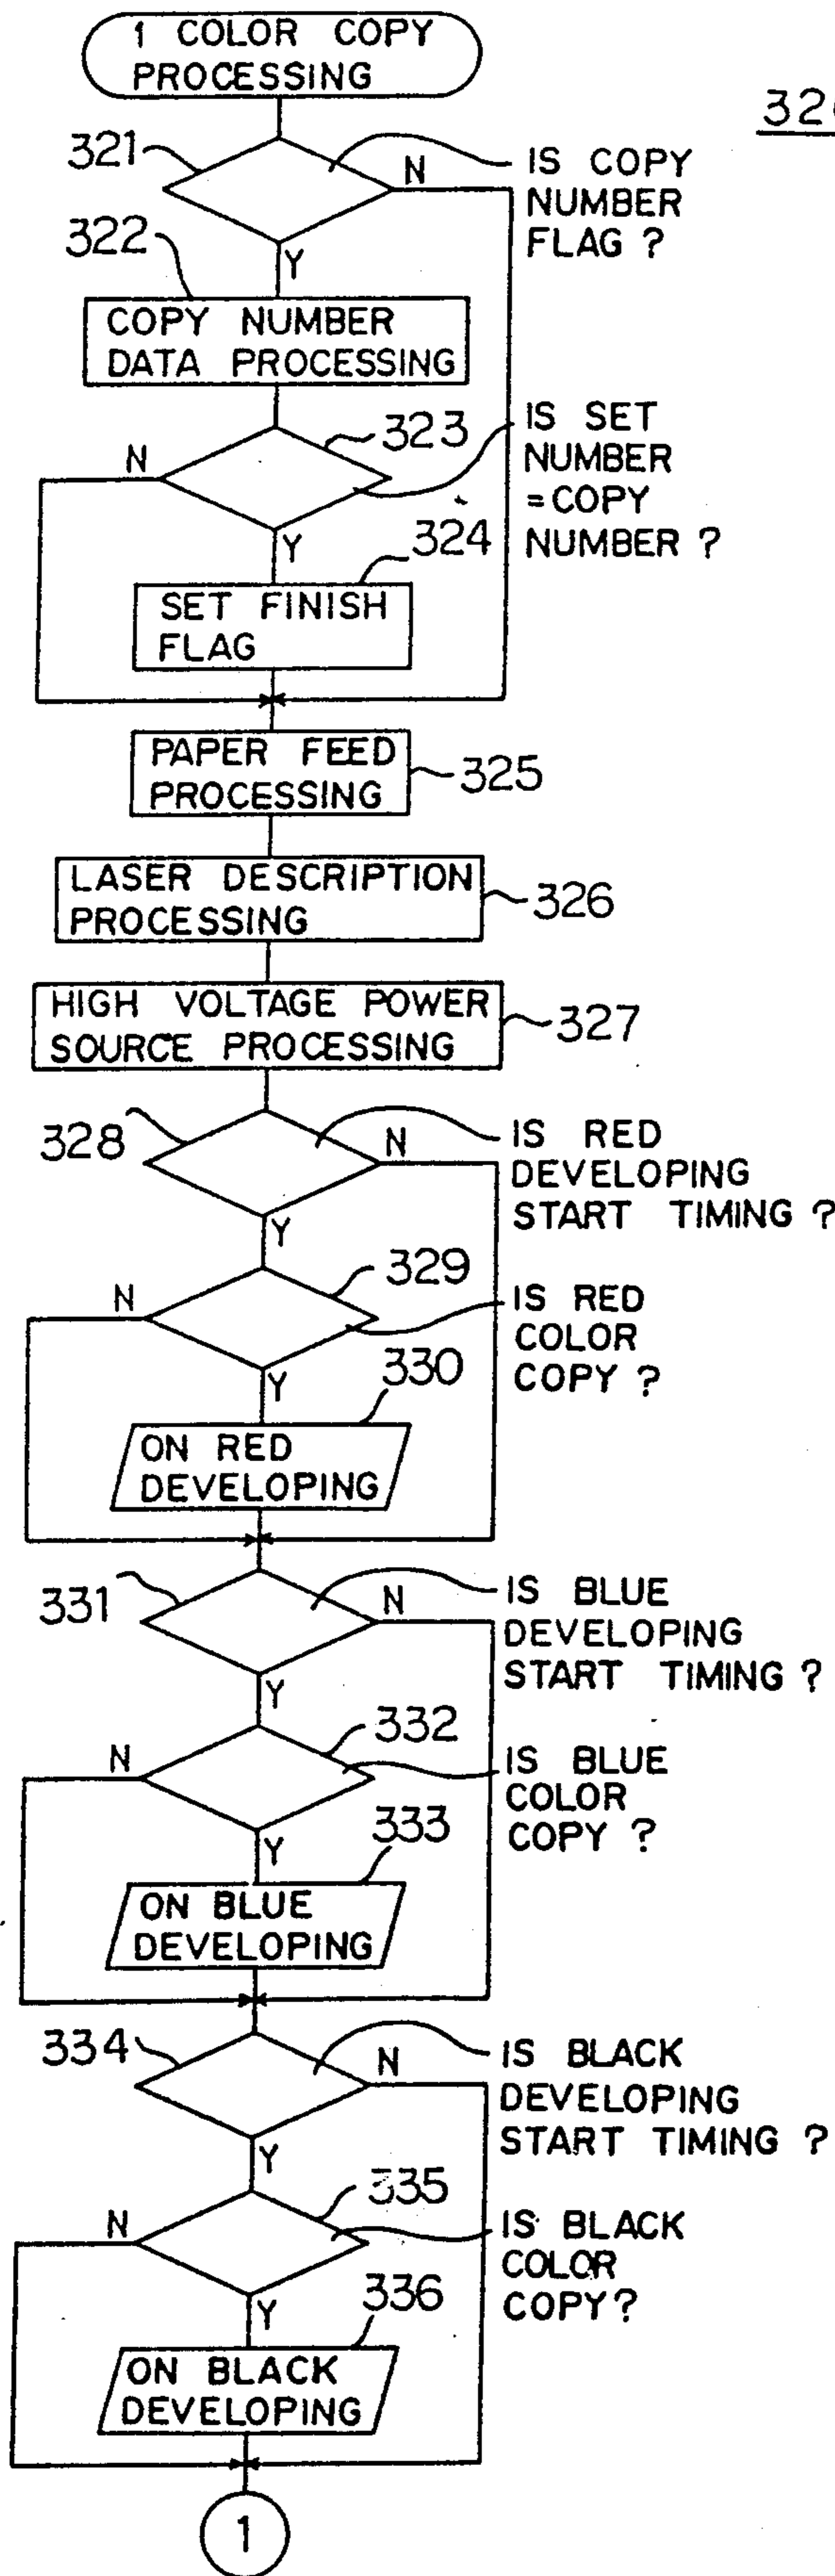 1 COLOR COPY
PROCESSING
320
321
N
IS COPY
NUMBER
FLAG ?
322
Y
COPY NUMBER
DATA PROCESSING
323
N
IS SET
NUMBER
=COPY
NUMBER ?
Y
324
SET FINISH
FLAG
PAPER FEED
PROCESSING
325
LASER DESCRIPTION
PROCESSING
326
HIGH VOLTAGE POWER
SOURCE PROCESSING
327
328
N
IS RED
DEVELOPING
START TIMING ?
Y
329
N
IS RED
COLOR
COPY ?
Y
330
ON RED
DEVELOPING
331
N
IS BLUE
DEVELOPING
START TIMING ?
Y
332
N
IS BLUE
COLOR
COPY ?
Y
333
ON BLUE
DEVELOPING
334
N
IS BLACK
DEVELOPING
START TIMING ?
Y
335
N
IS BLACK
COLOR
COPY?
Y
336
ON BLACK
DEVELOPING
1